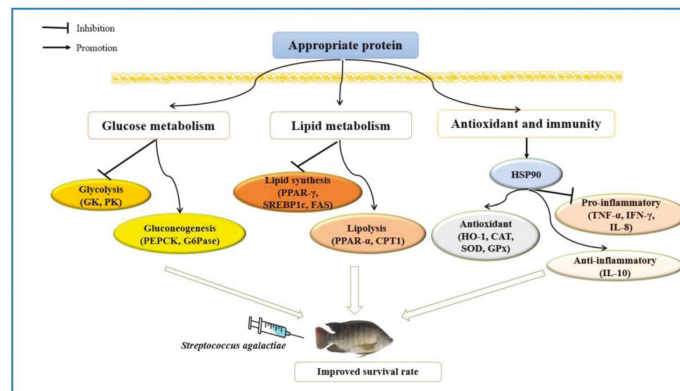 Inhibition
Promotion
Appropriate protein
Glucose metabolism
Lipid metabolism
Antioxidant and immunity
Glycolysis
(GK, PK)
Gluconeogenesis
(PEPCK, G6Pase)
Lipid synthesis
(PPAR-γ,
SREBP1c, FAS)
Lipolysis
(PPAR-α, CPT1)
HSP90
Antioxidant
(HO-1, CAT,
SOD, GPx)
Pro-inflammatory
(TNF-α, IFN-γ,
IL-8)
Anti-inflammatory
(IL-10)
Streptococcus agalactiae
Improved survival rate